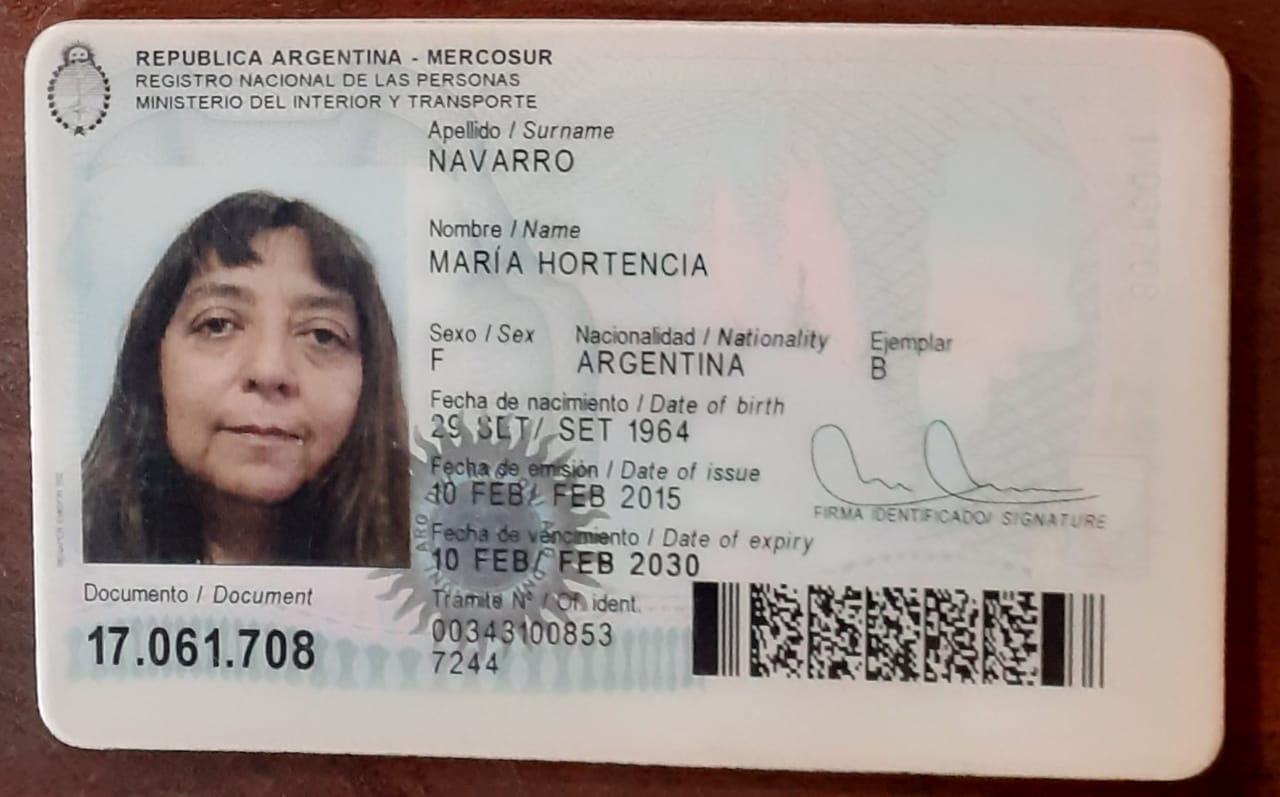 REPUBLICA ARGENTINA - MERCOSUR
REGISTRO NACIONAL DE LAS PERSONAS
MINISTERIO DEL INTERIOR Y TRANSPORTE
Apellido / Surname
NAVARRO
Nombre / Name
MARÍA HORTENCIA
Sexo / Sex Nacionalidad / Nationality Ejemplar
F ARGENTINA B
Fecha de nacimiento / Date of birth
29 SET/ SET 1964
Fecha de emisión / Date of issue
10 FEB/ FEB 2015
FIRMA IDENTIFICADO/ SIGNATURE
Fecha de vencimiento / Date of expiry
10 FEB/ FEB 2030
Documento / Document
17.061.708
Trámite N° / Of. ident.
00343100853
7244